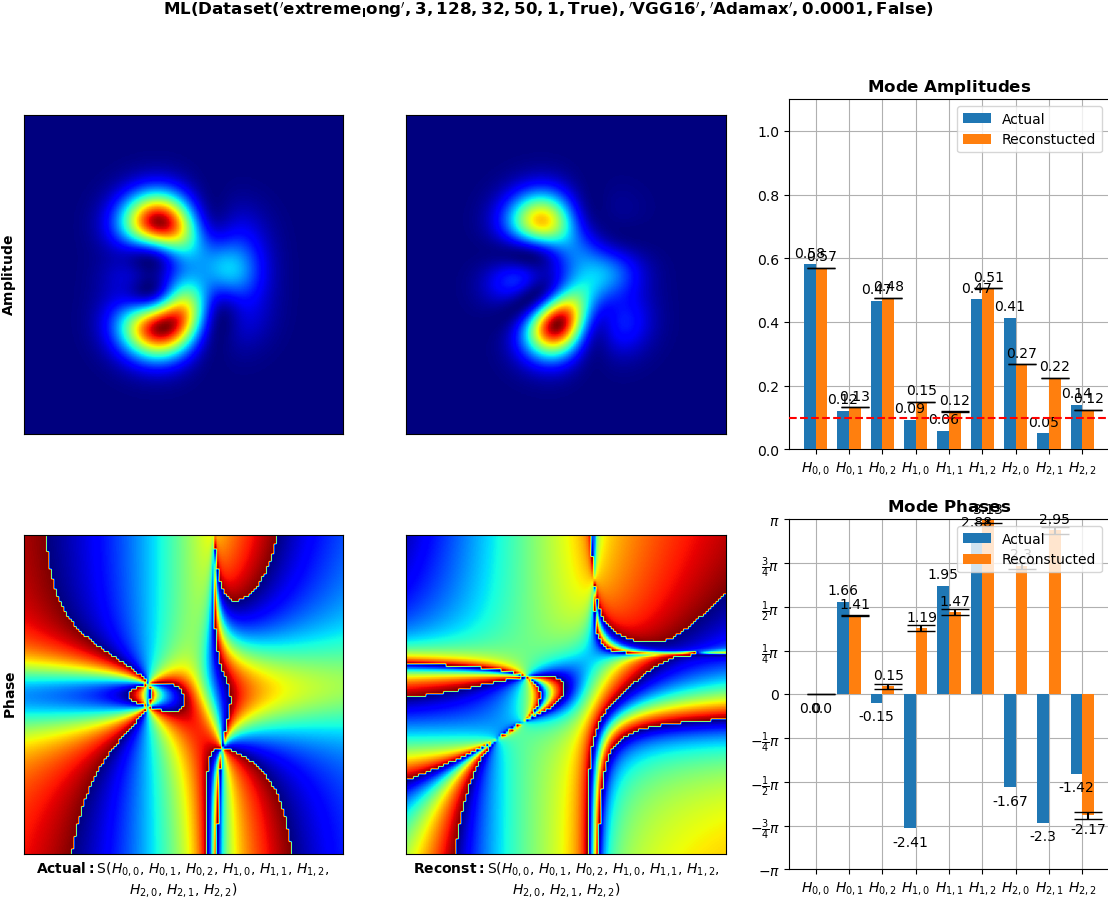 ML(Dataset('extreme_long', 3, 128, 32, 50, 1, True), 'VGG16', 'Adamax', 0.0001, False)
Amplitude
Mode Amplitudes
Actual
Reconstucted
1.0
0.8
0.6
0.4
0.2
0.0
0.58
0.57
0.12
0.13
0.47
0.48
0.09
0.15
0.06
0.12
0.47
0.51
0.41
0.27
0.05
0.22
0.14
0.12
H0,0 H0,1 H0,2 H1,0 H1,1 H1,2 H2,0 H2,1 H2,2
Phase
Mode Phases
Actual
Reconstucted
π
3/4π
1/2π
1/4π
0
−1/4π
−1/2π
−3/4π
−π
0.0
0.0
1.66
1.41
-0.15
0.15
-2.41
1.19
1.95
1.47
2.88
3.13
-1.67
2.3
-2.3
2.95
-1.42
-2.17
H0,0 H0,1 H0,2 H1,0 H1,1 H1,2 H2,0 H2,1 H2,2
Actual: S(H0,0, H0,1, H0,2, H1,0, H1,1, H1,2,
H2,0, H2,1, H2,2)
Reconst: S(H0,0, H0,1, H0,2, H1,0, H1,1, H1,2,
H2,0, H2,1, H2,2)